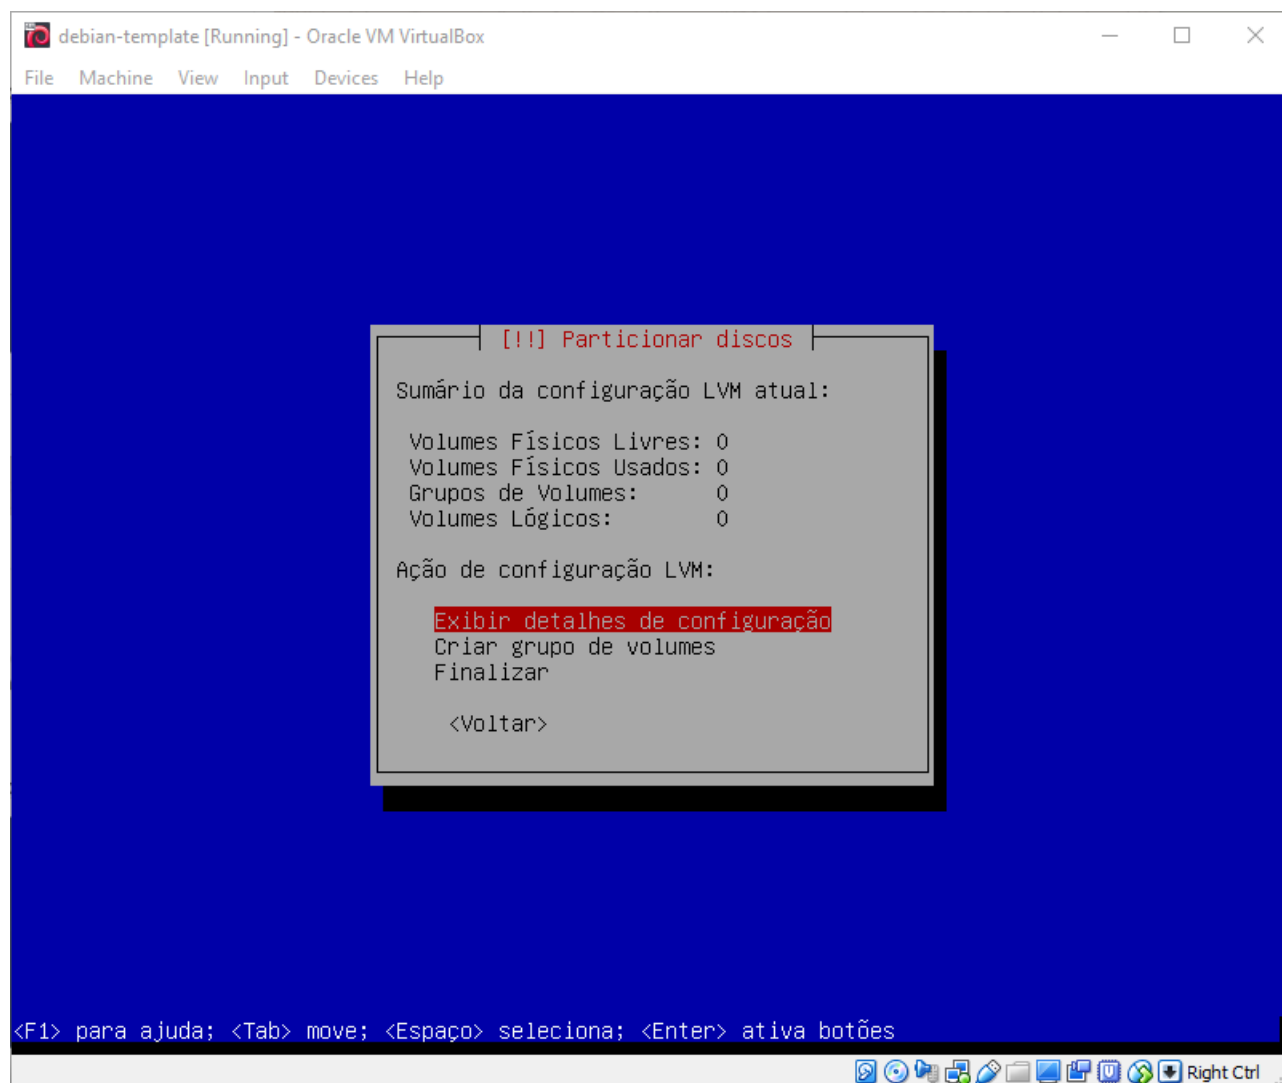 debian-template [Running] - Oracle VM VirtualBox
File Machine View Input Devices Help
[!!] Particionar discos
Sumário da configuração LVM atual:
Volumes Físicos Livres: 0
Volumes Físicos Usados: 0
Grupos de Volumes: 0
Volumes Lógicos: 0
Ação de configuração LVM:
Exibir detalhes de configuração
Criar grupo de volumes
Finalizar
<Voltar>
<F1> para ajuda; <Tab> move; <Espaço> seleciona; <Enter> ativa botões
Right Ctrl